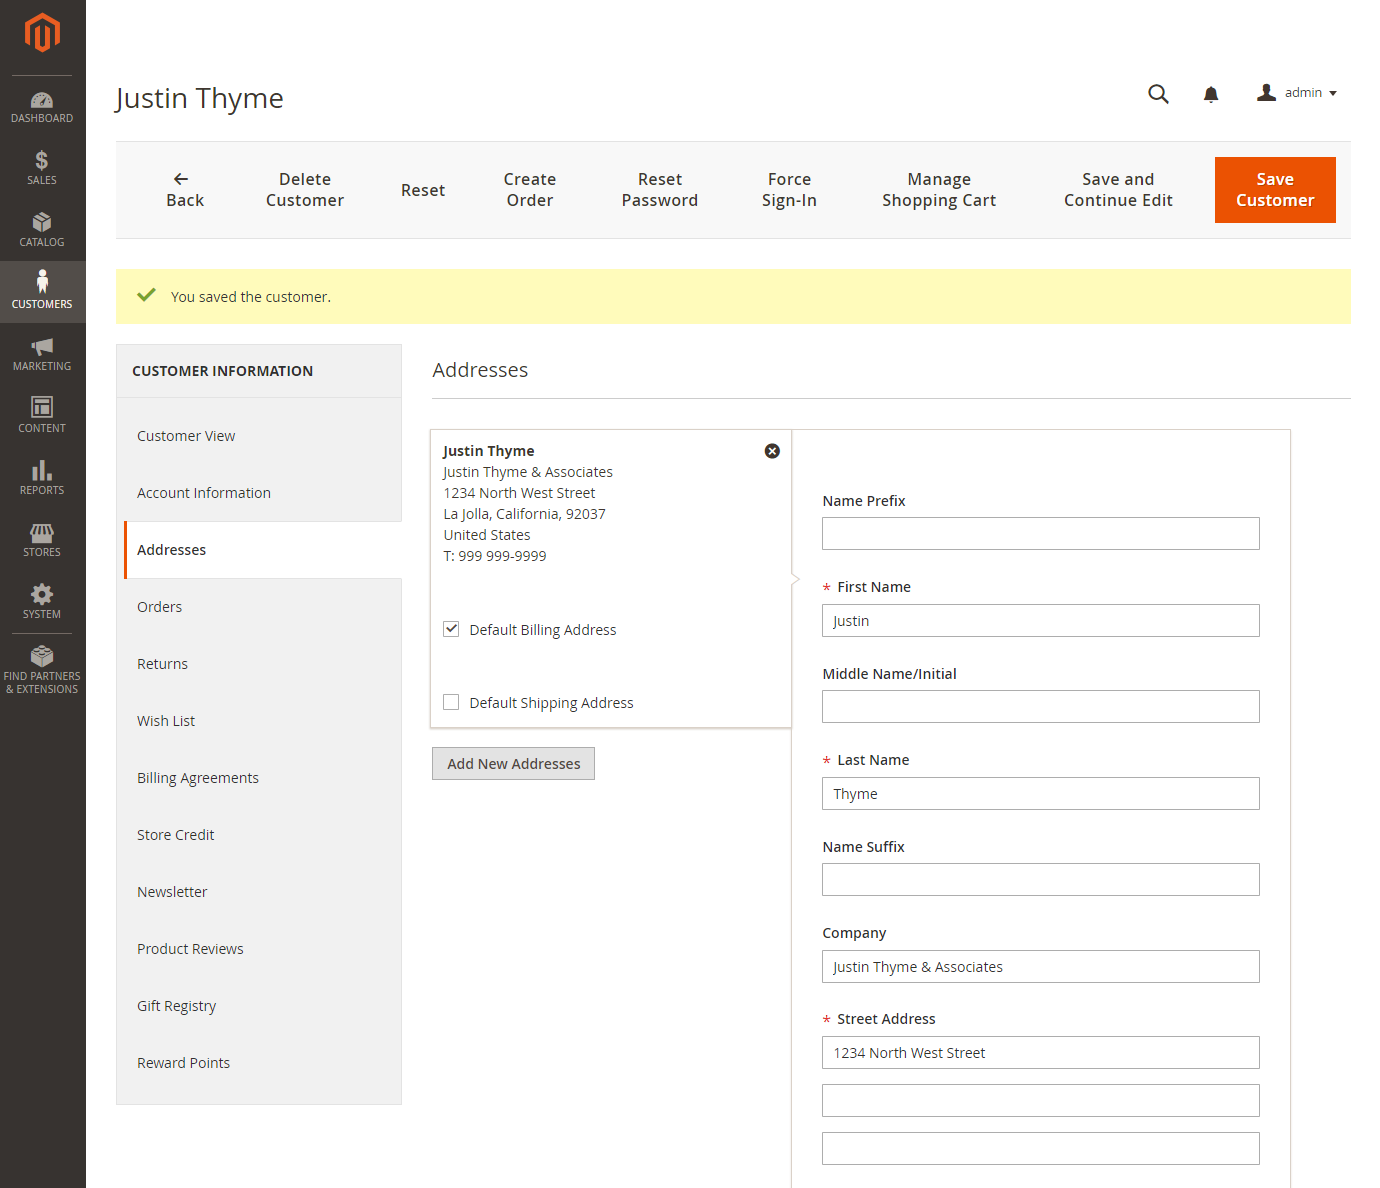 Justin Thyme
admin
DASHBOARD
SALES
CATALOG
CUSTOMERS
MARKETING
CONTENT
REPORTS
STORES
SYSTEM
FIND PARTNERS
& EXTENSIONS
Back
Delete
Customer
Reset
Create
Order
Reset
Password
Force
Sign-In
Manage
Shopping Cart
Save and
Continue Edit
Save
Customer
You saved the customer.
CUSTOMER INFORMATION
Customer View
Account Information
Addresses
Orders
Returns
Wish List
Billing Agreements
Store Credit
Newsletter
Product Reviews
Gift Registry
Reward Points
Addresses
Justin Thyme
Justin Thyme & Associates
1234 North West Street
La Jolla, California, 92037
United States
T: 999 999-9999
Default Billing Address
Default Shipping Address
Add New Addresses
Name Prefix
* First Name
Justin
Middle Name/Initial
* Last Name
Thyme
Name Suffix
Company
Justin Thyme & Associates
* Street Address
1234 North West Street